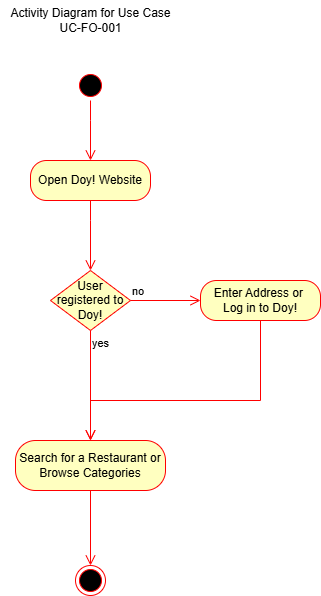 Activity Diagram for Use Case
UC-FO-001
Open Doy! Website
User
registered to
Doy!
no
Enter Address or
Log in to Doy!
yes
Search for a Restaurant or
Browse Categories